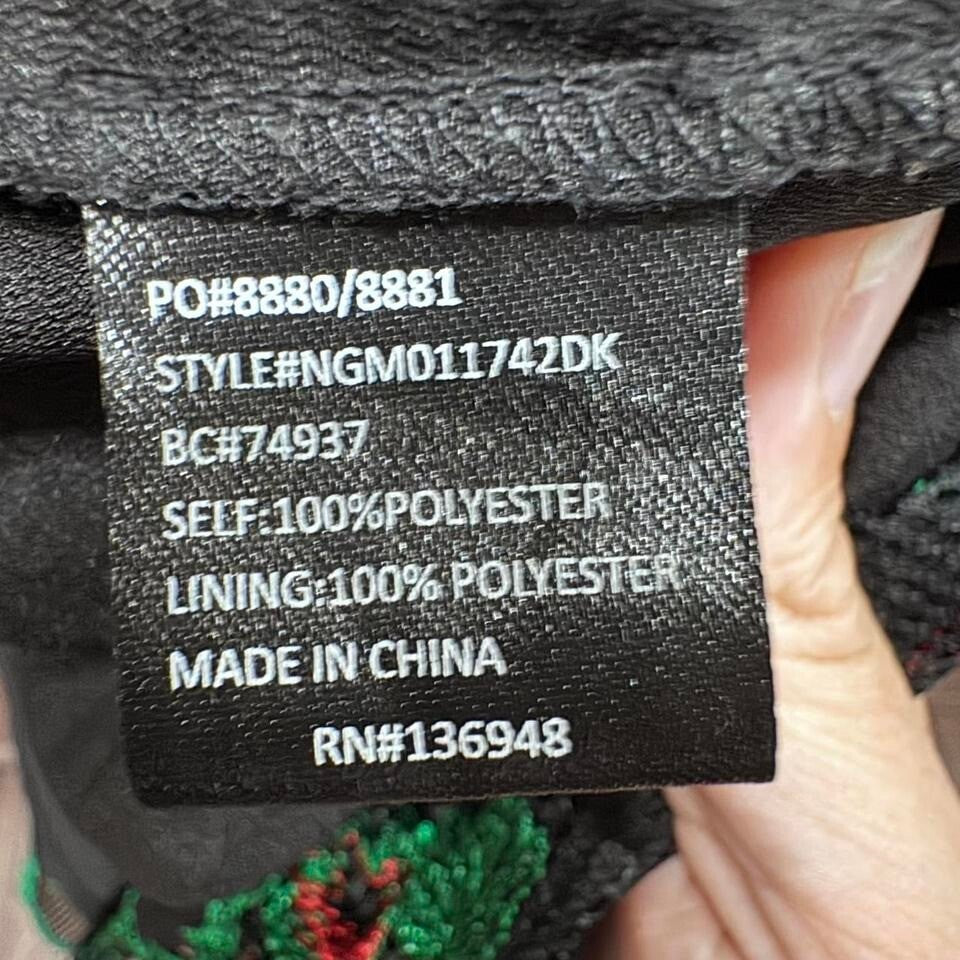 PO#8880/8881
STYLE#NGM011742DK
BC#74937
SELF:100%POLYESTER
LINING:100% POLYESTER
MADE IN CHINA
RN#136948